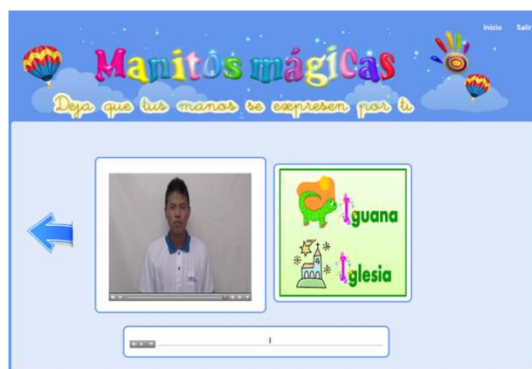 Inicio Salir
Manitos mágicas
Deja que tus manos se expresen por ti
Iguana
Iglesia
I